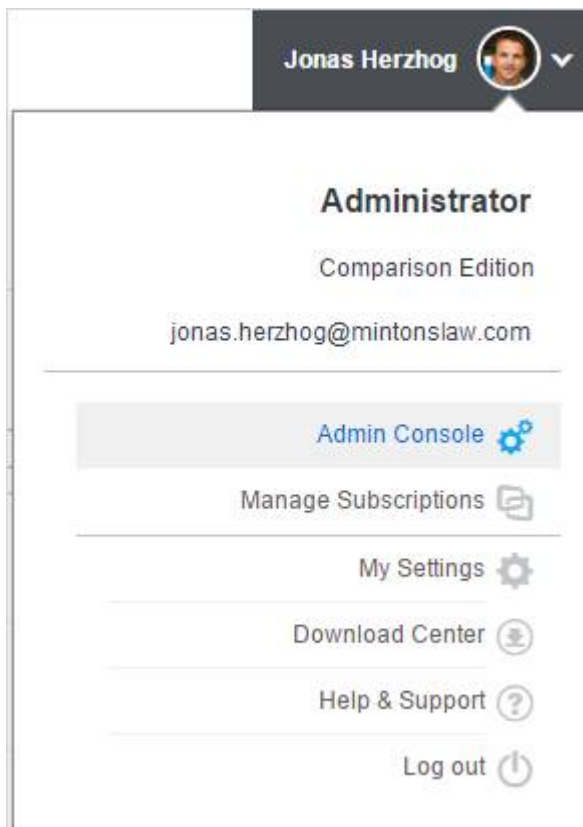 Jonas Herzhog
Administrator
Comparison Edition
jonas.herzhog@mintonslaw.com
Admin Console
Manage Subscriptions
My Settings
Download Center
Help & Support
Log out